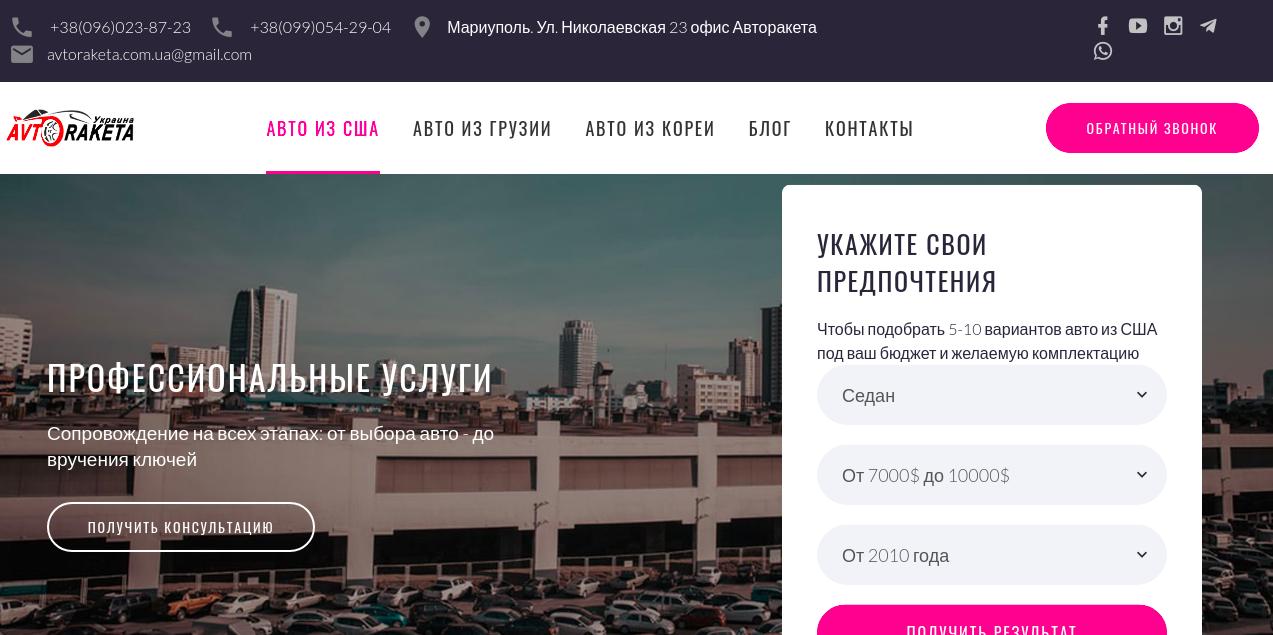 +38(096)023-87-23 +38(099)054-29-04 Мариуполь. Ул. Николаевская 23 офис Авторакета
avtoraketa.com.ua@gmail.com
Украина
AVTORAKETA
АВТО ИЗ США АВТО ИЗ ГРУЗИИ АВТО ИЗ КОРЕИ БЛОГ КОНТАКТЫ
ОБРАТНЫЙ ЗВОНОК
ПРОФЕССИОНАЛЬНЫЕ УСЛУГИ
Сопровождение на всех этапах: от выбора авто - до
вручения ключей
ПОЛУЧИТЬ КОНСУЛЬТАЦИЮ
УКАЖИТЕ СВОИ
ПРЕДПОЧТЕНИЯ
Чтобы подобрать 5-10 вариантов авто из США
под ваш бюджет и желаемую комплектацию
Седан
От 7000$ до 10000$
От 2010 года
ПОЛУЧИТЬ РЕЗУЛЬТАТ